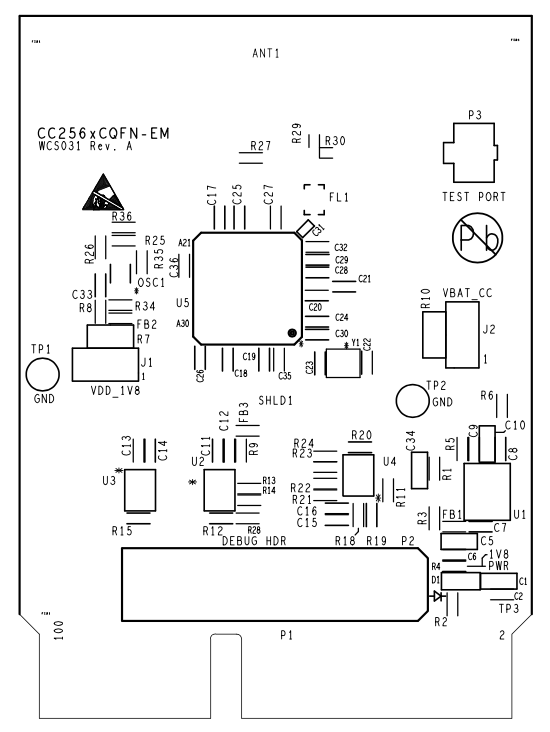 ANT1
P3
CC256xCQFN-EM
WCS031 Rev. A
R29
R30
R27
TEST PORT
FL1
C17
C25
C27
C31
R36
R26
R25
R35
A21
C36
C32
C29
C28
C21
OSC1
Pb
C33
R8
R34
U5
C20
R10
VBAT_CC
FB2
A30
C24
J2
R7
C30
TP1
J1
1
C26
C18
C19
C35
C23
Y1
C22
1
GND
VDD_1V8
TP2
GND
R6
SHLD1
FB3
C12
C13
C14
C11
R9
R20
C34
R5
C9
C10
C8
R24
R23
U3
U2
R13
R14
R22
R21
U4
R11
R1
U1
C16
C15
R3
FB1
C7
R15
R12
R28
R18
R19
C5
DEBUG HDR
P2
1V8
PWR
C6
R4
D1
C1
C2
TP3
R2
100
P1
2